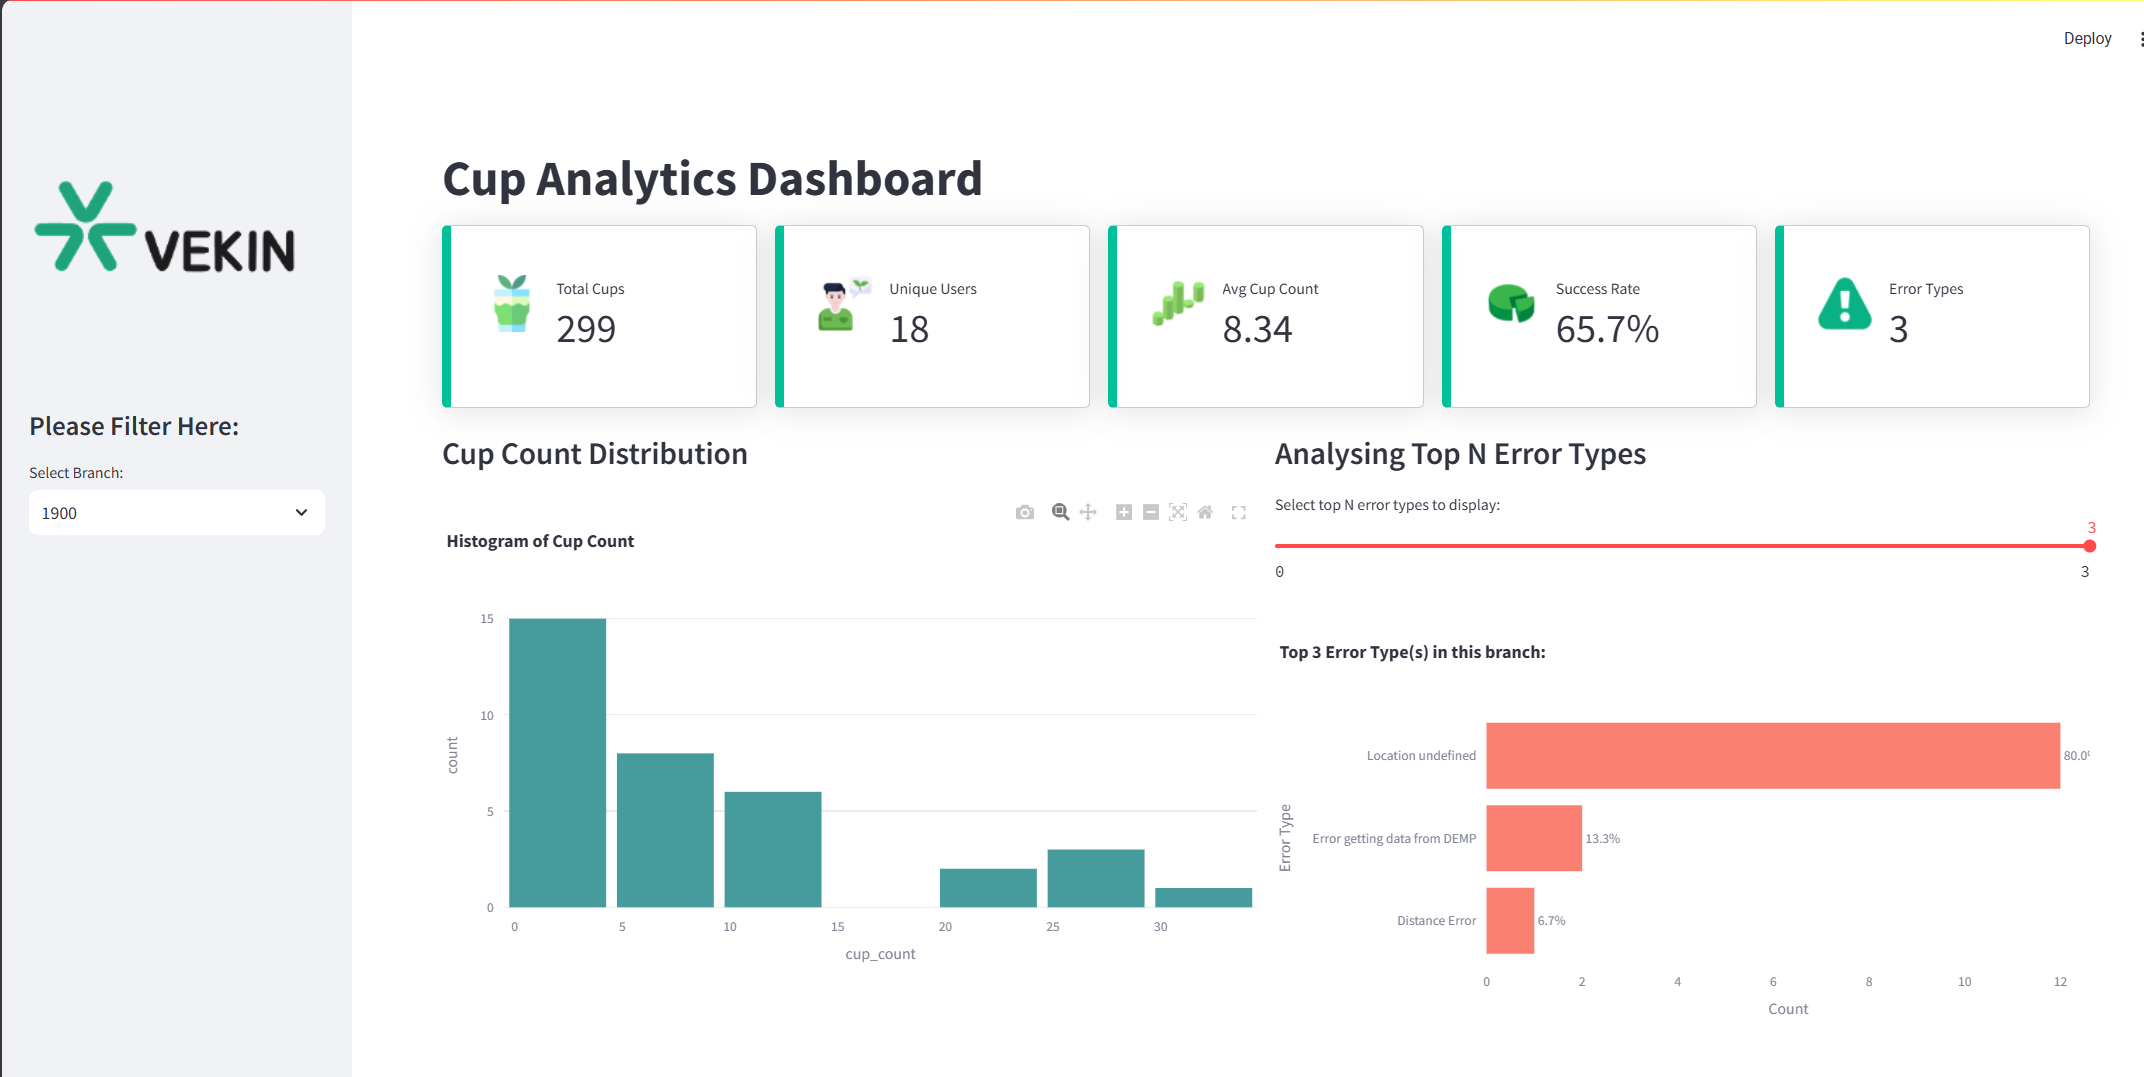 Deploy
VEKIN
Please Filter Here:
Select Branch:
1900
Cup Analytics Dashboard
Total Cups
299
Unique Users
18
Avg Cup Count
8.34
Success Rate
65.7%
Error Types
3
Cup Count Distribution
Histogram of Cup Count
15
10
5
0
count
0 5 10 15 20 25 30
cup_count
Analysing Top N Error Types
Select top N error types to display:
3
0 3
Top 3 Error Type(s) in this branch:
Error Type
Location undefined 80.0
Error getting data from DEMP 13.3%
Distance Error 6.7%
0 2 4 6 8 10 12
Count